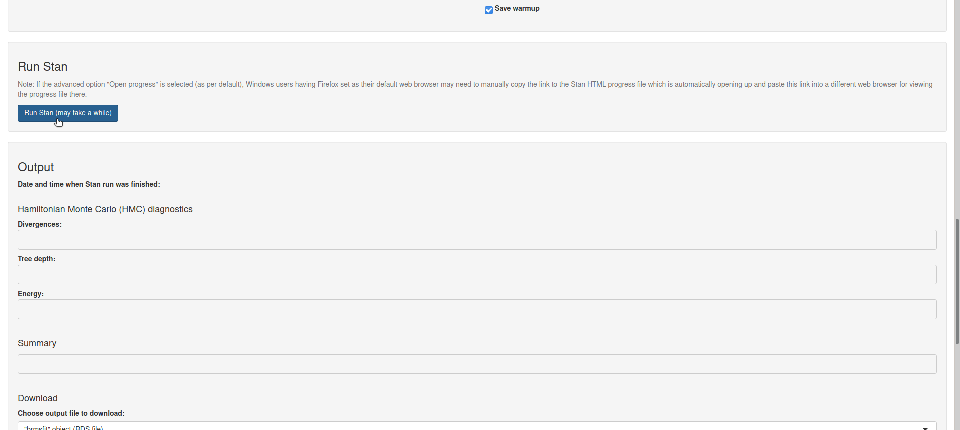 Save warmup
Run Stan
Note: If the advanced option "Open progress" is selected (as per default), Windows users having Firefox set as their default web browser may need to manually copy the link to the Stan HTML progress file which is automatically opening up and paste this link into a different web browser for viewing
the progress file there.
Run Stan (may take a while)
Output
Date and time when Stan run was finished:
Hamiltonian Monte Carlo (HMC) diagnostics
Divergences:
Tree depth:
Energy:
Summary
Download
Choose output file to download:
"brmsfit" object (RDS file)